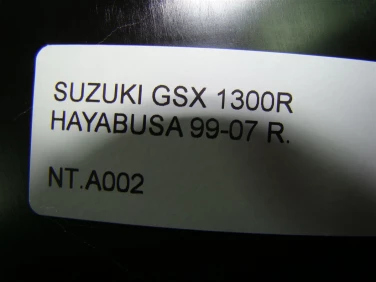 SUZUKI GSX 1300R
HAYABUSA 99-07 R.
NT.A002